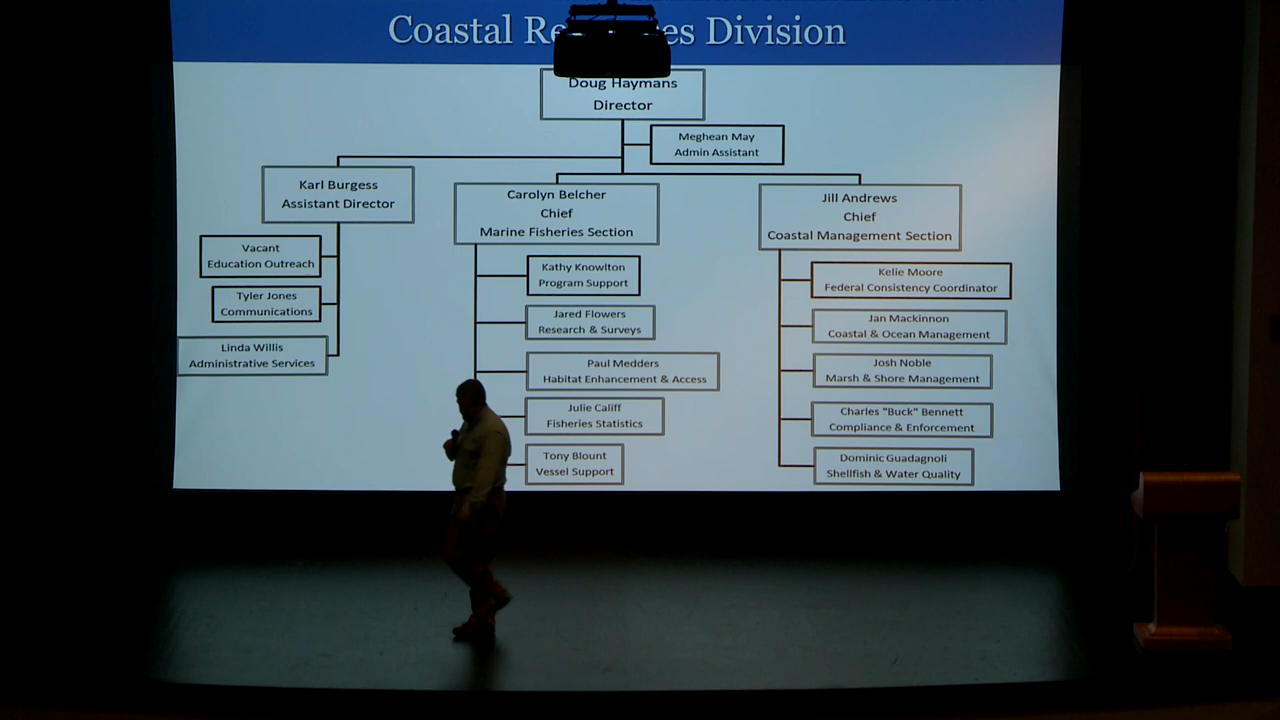 Coastal Re es Division
Doug Haymans
Director
Meghean May
Admin Assistant
Karl Burgess
Assistant Director
Carolyn Belcher
Chief
Marine Fisheries Section
Jill Andrews
Chief
Coastal Management Section
Vacant
Education Outreach
Tyler Jones
Communications
Linda Willis
Administrative Services
Kathy Knowlton
Program Support
Jared Flowers
Research & Surveys
Paul Medders
Habitat Enhancement & Access
Julie Califf
Fisheries Statistics
Tony Blount
Vessel Support
Kelie Moore
Federal Consistency Coordinator
Jan Mackinnon
Coastal & Ocean Management
Josh Noble
Marsh & Shore Management
Charles "Buck" Bennett
Compliance & Enforcement
Dominic Guadagnoli
Shellfish & Water Quality